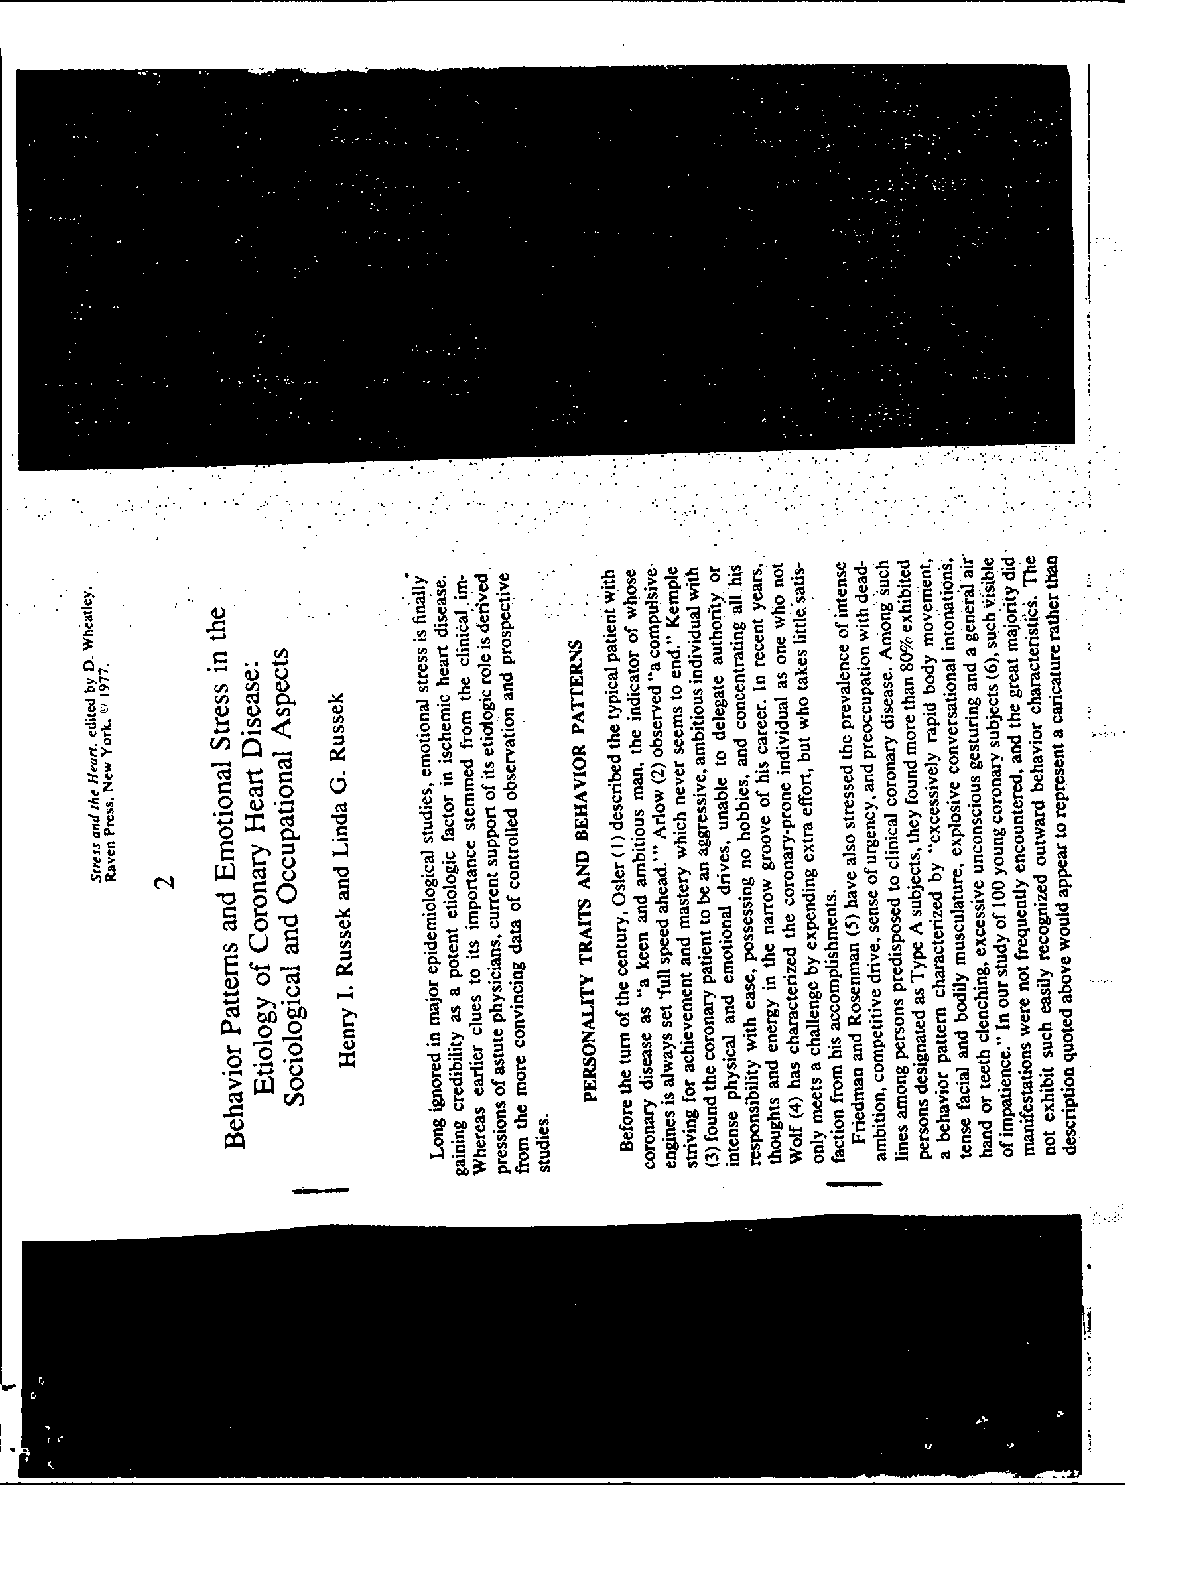 Stress and the Heart, edited by D. Wheatley.
Raven Press, New York © 1977.
2
Behavior Patterns and Emotional Stress in the
Etiology of Coronary Heart Disease:
Sociological and Occupational Aspects
Henry I. Russek and Linda G. Russek
Long ignored in major epidemiological studies, emotional stress is finally
gaining credibility as a potent etiologic factor in ischemic heart disease.
Whereas earlier clues to its importance stemmed from the clinical im-
pressions of astute physicians, current support of its etiologic role is derived
from the more convincing data of controlled observation and prospective
studies.
PERSONALITY TRAITS AND BEHAVIOR PATTERNS
Before the turn of the century, Osler (1) described the typical patient with
coronary disease as "a keen and ambitious man, the indicator of whose
engines is always set 'full speed ahead.'" Arlow (2) observed "a compulsive
striving for achievement and mastery which never seems to end." Kemple
(3) found the coronary patient to be an aggressive, ambitious individual with
intense physical and emotional drives, unable to delegate authority or
responsibility with ease, possessing no hobbies, and concentrating all his
thoughts and energy in the narrow groove of his career. In recent years,
Wolf (4) has characterized the coronary-prone individual as one who not
only meets a challenge by expending extra effort, but who takes little satis-
faction from his accomplishments.
Friedman and Rosenman (5) have also stressed the prevalence of intense
ambition, competitive drive, sense of urgency, and preoccupation with dead-
lines among persons predisposed to clinical coronary disease. Among such
persons designated as Type A subjects, they found more than 80% exhibited
a behavior pattern characterized by "excessively rapid body movement,
tense facial and bodily musculature, explosive conversational intonations,
hand or teeth clenching, excessive unconscious gesturing and a general air
of impatience." In our study of 100 young coronary subjects (6), such visible
manifestations were not frequently encountered, and the great majority did
not exhibit such easily recognized outward behavior characteristics. The
description quoted above would appear to represent a caricature rather than